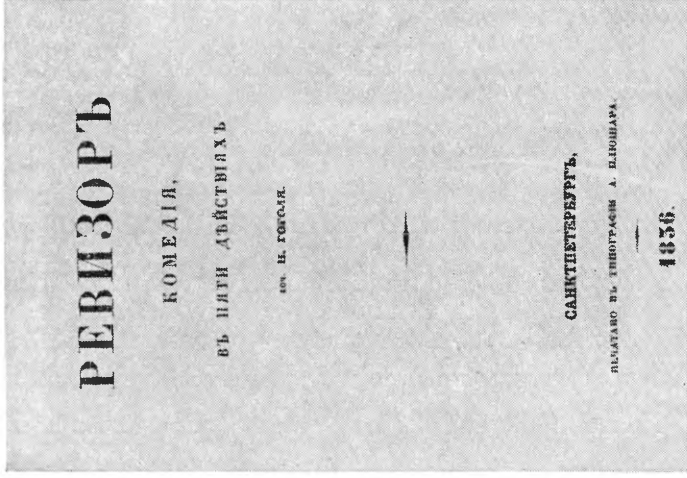 РЕВИЗОРЪ
КОМЕДІЯ,
ВЪ ПЯТИ ДѢЙСТВІЯХЪ
соч. Н. ГОГОЛЯ.
САНКТПЕТЕРБУРГЪ,
ПЕЧАТАНО ВЪ ТИПОГРАФІИ А. ПЛЮШАРА.
1836.